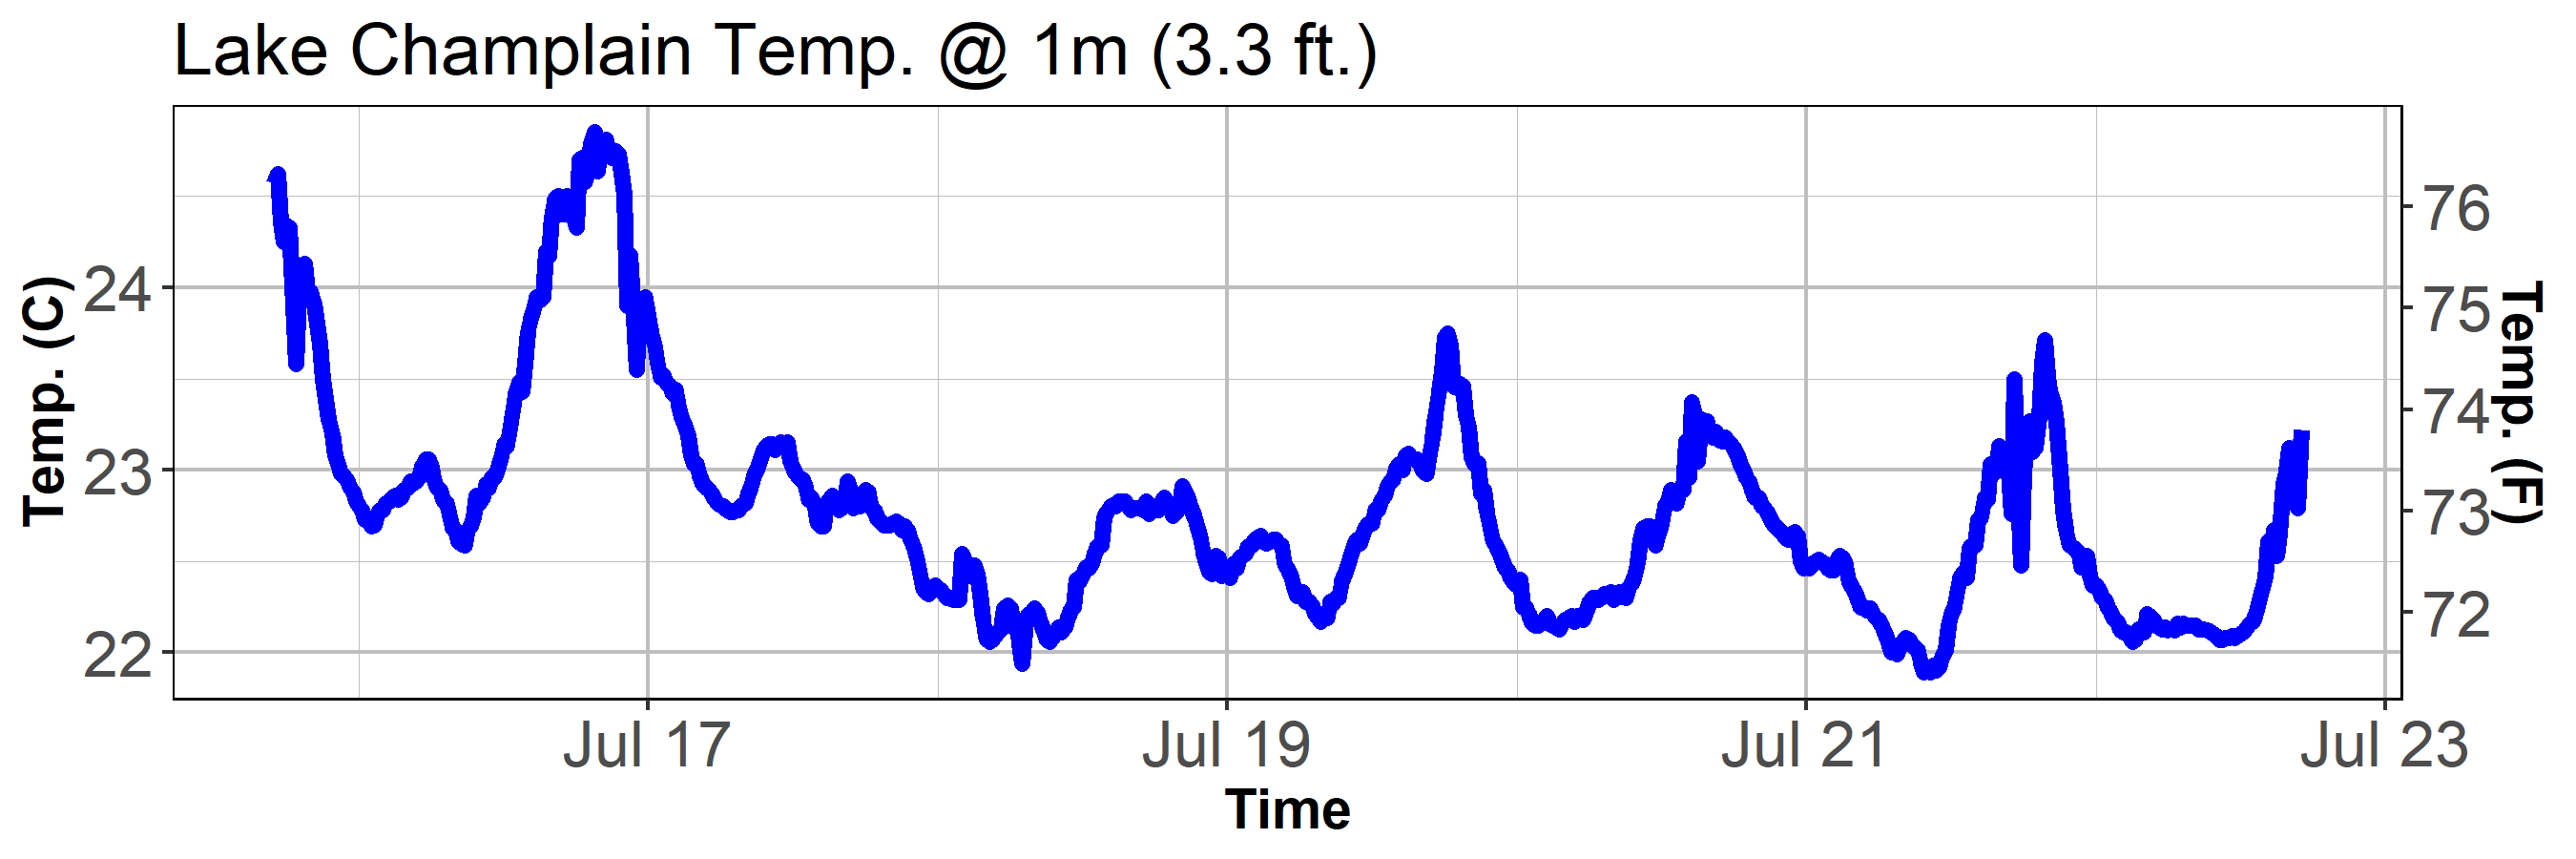 Lake Champlain Temp. @ 1m (3.3 ft.)
Temp. (C)
24
23
22
76
75
74
73
72
Temp. (F)
Jul 17
Jul 19
Jul 21
Jul 23
Time